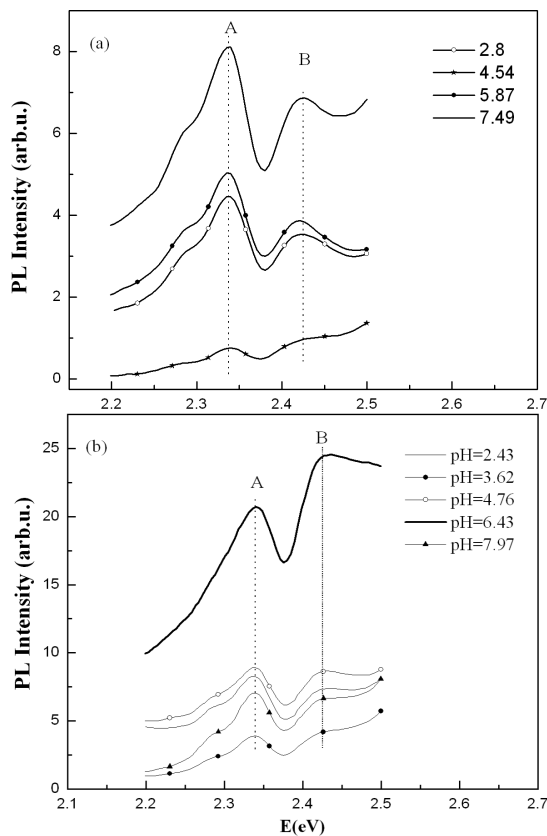 (a)
A
B
2.8
4.54
5.87
7.49
PL Intensity (arb.u.)
8
6
4
2
0
2.2
2.3
2.4
2.5
2.6
2.7
(b)
A
B
pH=2.43
pH=3.62
pH=4.76
pH=6.43
pH=7.97
PL Intensity(arb.u.)
25
20
15
10
5
0
2.1
2.2
2.3
2.4
2.5
2.6
2.7
E(eV)